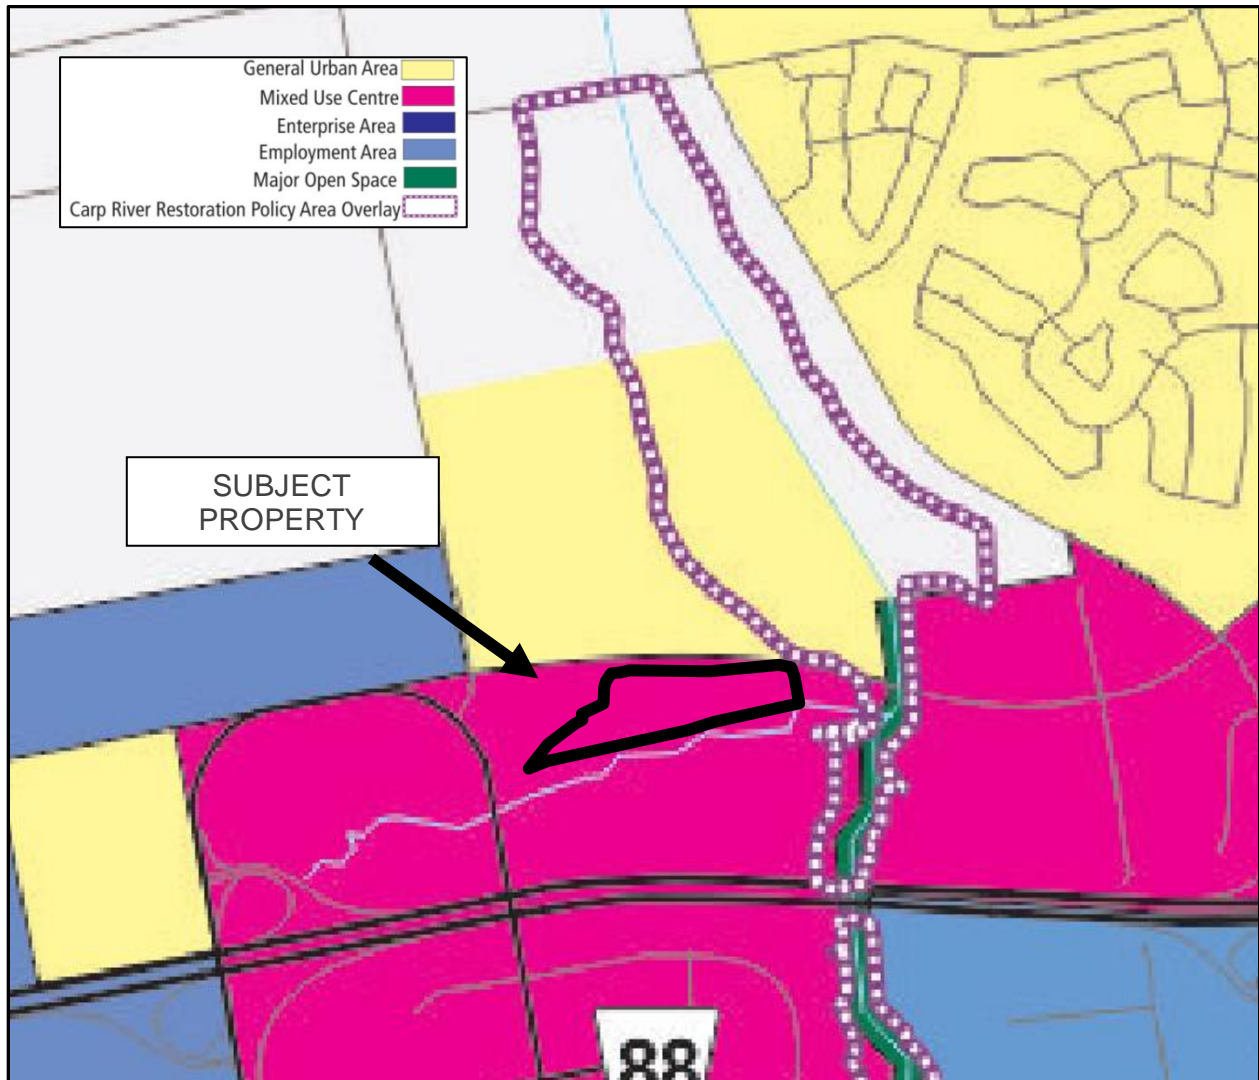 General Urban Area
Mixed Use Centre
Enterprise Area
Employment Area
Major Open Space
Carp River Restoration Policy Area Overlay
SUBJECT
PROPERTY
88